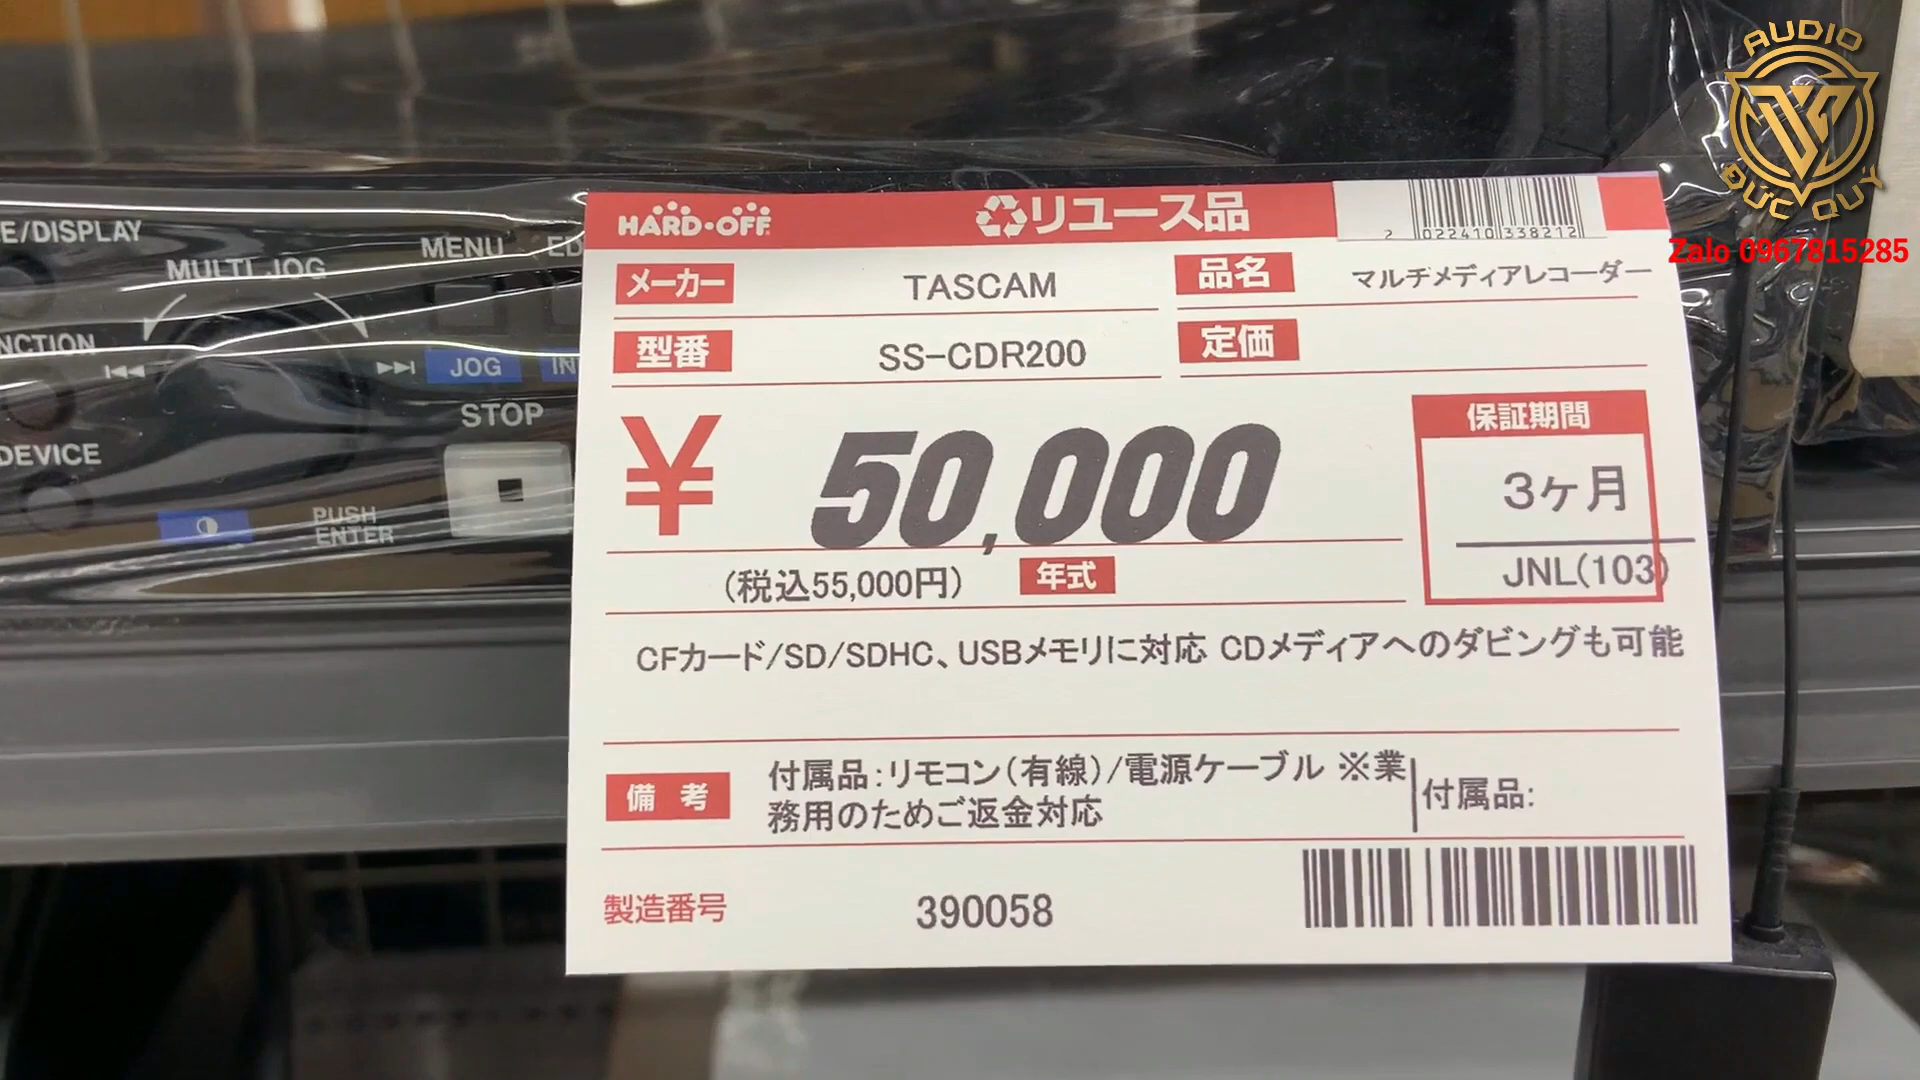 AUDIO
ĐỨC QUÝ
Zalo 0967815285
E/DISPLAY
MULTI JOG
MENU
ED
NCTION
JOG
IN
STOP
DEVICE
PUSH
ENTER
HARD・OFF
リユース品
2 022410 338212
メーカー TASCAM 品名 マルチメディアレコーダー
型番 SS-CDR200 定価
¥ 50,000
保証期間
3ヶ月
JNL(103)
(税込55,000円) 年式
CFカード/SD/SDHC、USBメモリに対応 CDメディアへのダビングも可能
備考 付属品:リモコン(有線)/電源ケーブル ※業
務用のためご返金対応
付属品:
製造番号 390058